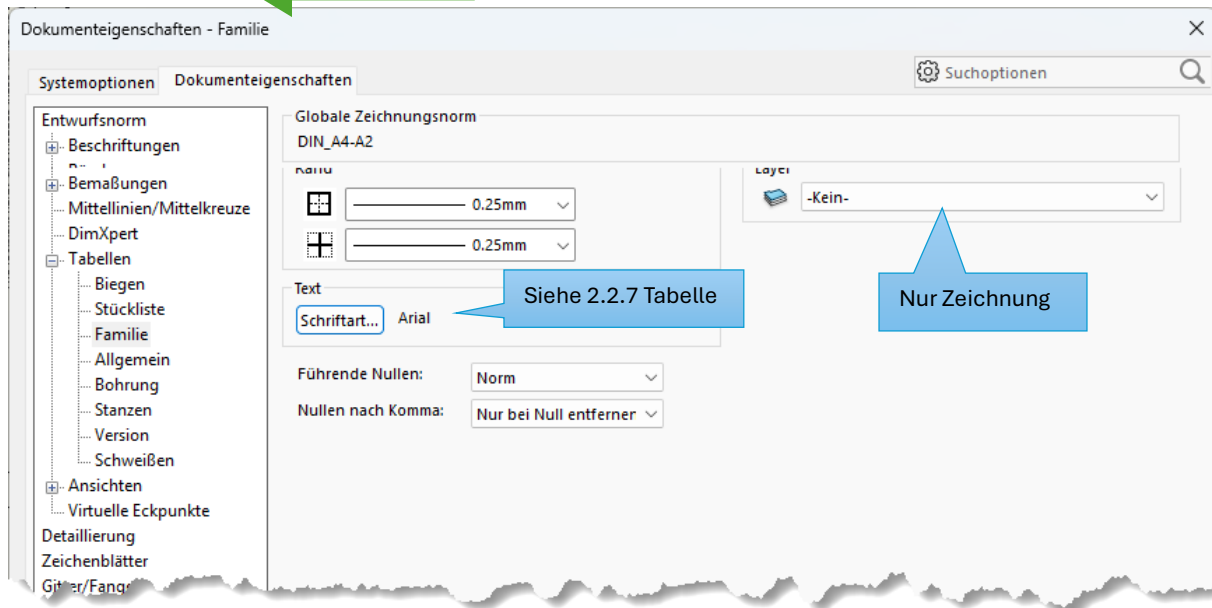 Dokumenteigenschaften - Familie
Systemoptionen Dokumenteigenschaften
Suchoptionen
Entwurfsnorm
Beschriftungen
Bemaßungen
Mittellinien/Mittelkreuze
DimXpert
Tabellen
Biegen
Stückliste
Familie
Allgemein
Bohrung
Stanzen
Version
Schweißen
Ansichten
Virtuelle Eckpunkte
Detaillierung
Zeichenblätter
Globale Zeichnungsnorm
DIN_A4-A2
Rand
0.25mm
0.25mm
Layer
-Kein-
Text
Schriftart... Arial
Siehe 2.2.7 Tabelle
Nur Zeichnung
Führende Nullen: Norm
Nullen nach Komma: Nur bei Null entferner